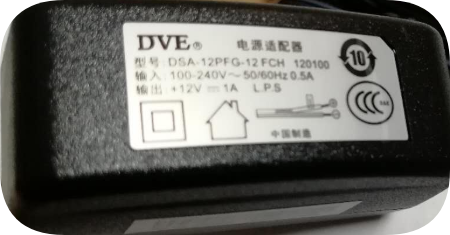 DVE® 电源适配器
型号: DSA-12PFG-12 FCH 120100
输入: 100-240V～50/60Hz 0.5A
输出: +12V⎓1A L.P.S
10
中国制造